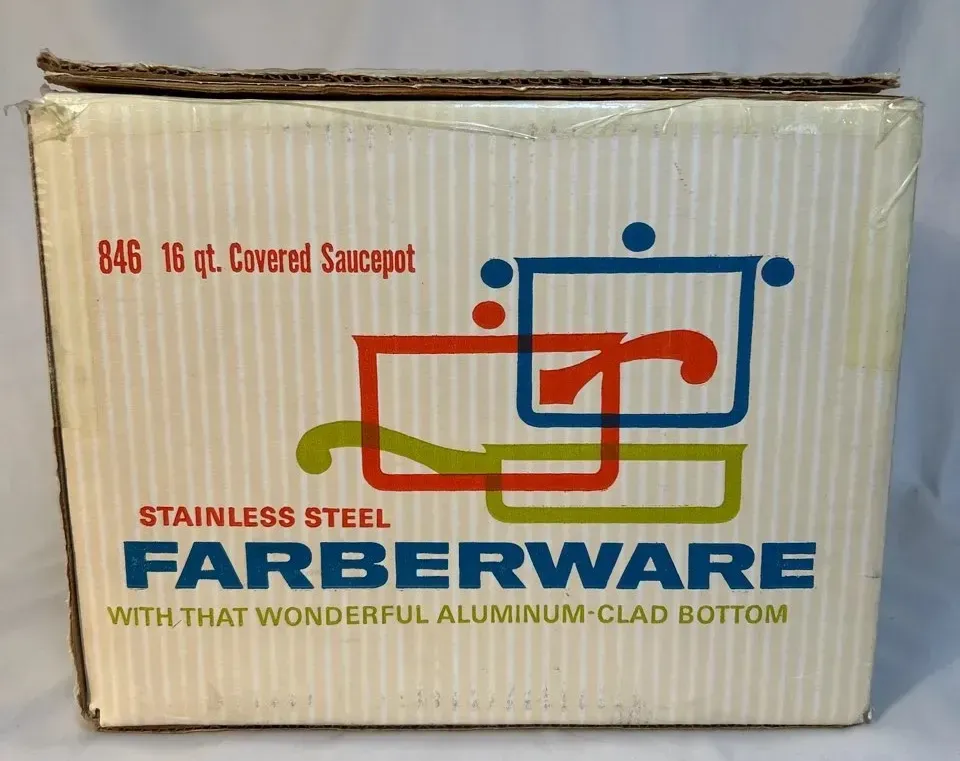 846 16 qt. Covered Saucepot
STAINLESS STEEL
FARBERWARE
WITH THAT WONDERFUL ALUMINUM-CLAD BOTTOM